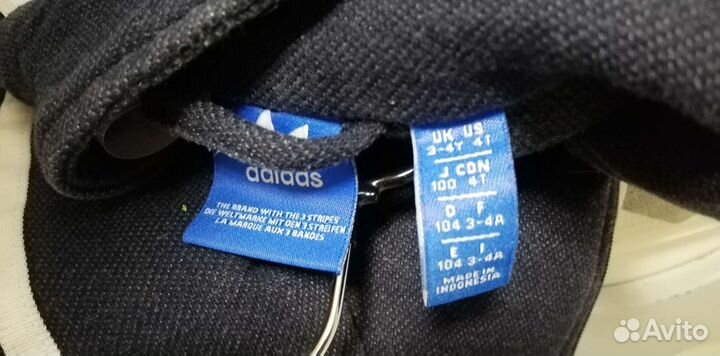 adidas
THE BRAND WITH THE 3 STRIPES
DIE WELTMARKE MIT DEN 3 STREIFEN
LA MARQUE AUX 3 BANDES
UK US
3-4Y 4T
J CDN
100 4T
D F
104 3-4A
E I
104 3-4A
MADE IN
INDONESIA
Avito